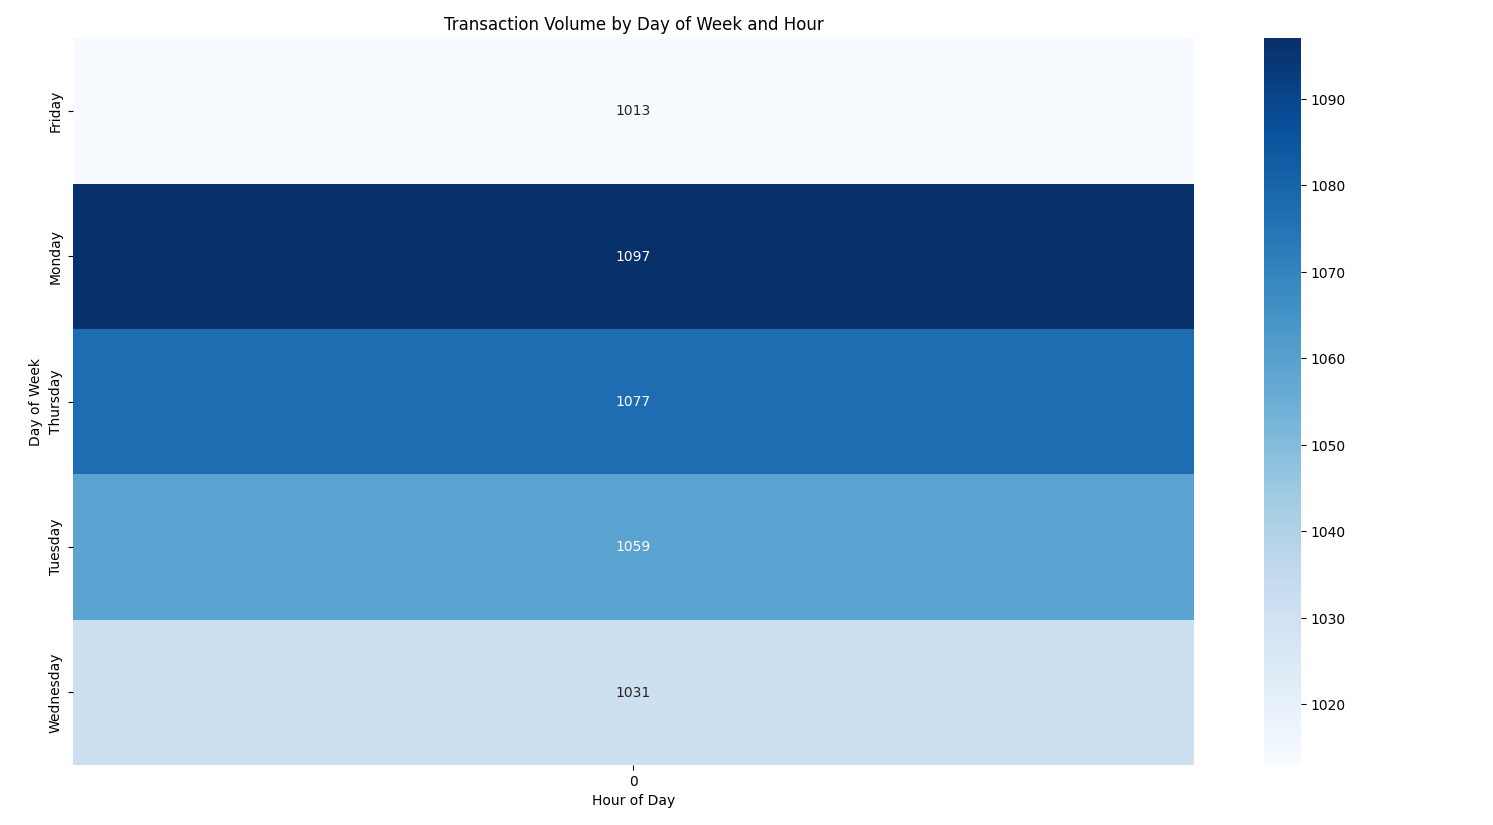 Transaction Volume by Day of Week and Hour
Day of Week
Friday
1013
Monday
1097
Thursday
1077
Tuesday
1059
Wednesday
1031
0
Hour of Day
1090
1080
1070
1060
1050
1040
1030
1020